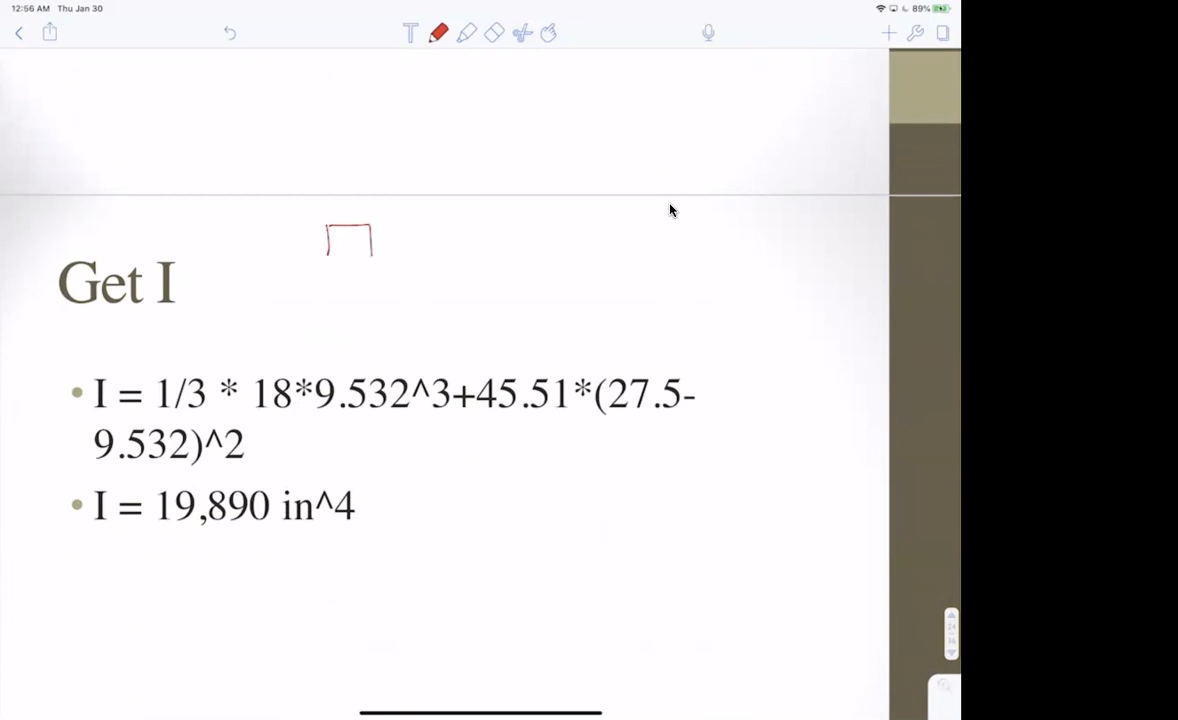 12:56 AM Thu Jan 30
89%
T
Get I
• I = 1/3 * 18*9.532^3+45.51*(27.5-
9.532)^2
• I = 19,890 in^4